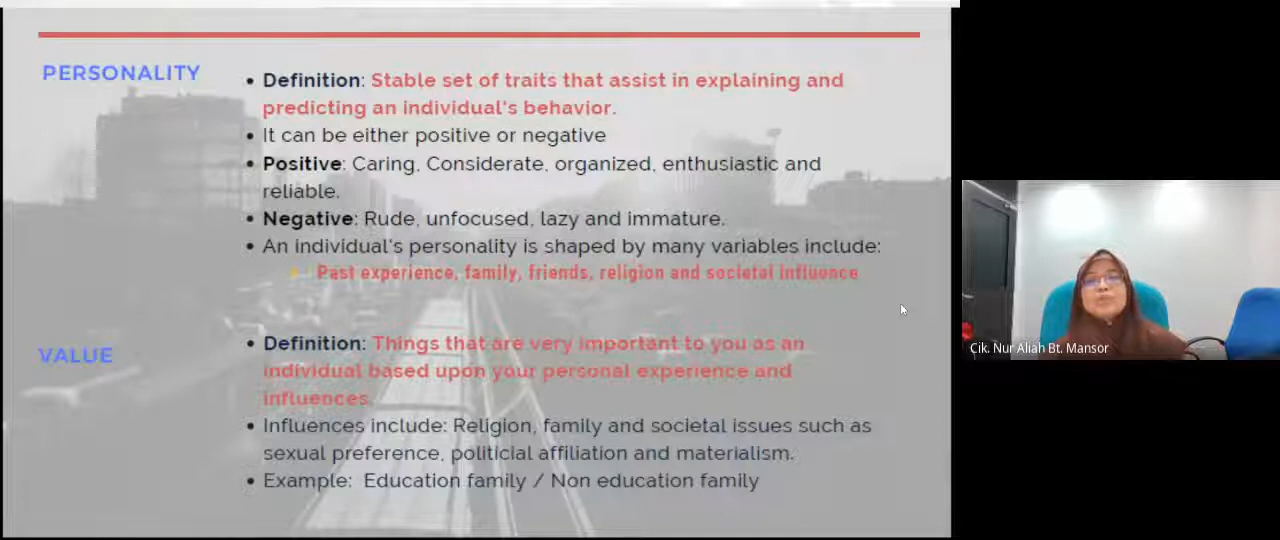 PERSONALITY
• Definition: Stable set of traits that assist in explaining and
predicting an individual's behavior.
• It can be either positive or negative
• Positive: Caring, Considerate, organized, enthusiastic and
reliable.
• Negative: Rude, unfocused, lazy and immature.
• An individual's personality is shaped by many variables include:
Past experience, family, friends, religion and societal influence
VALUE
• Definition: Things that are very important to you as an
individual based upon your personal experience and
influences.
• Influences include: Religion, family and societal issues such as
sexual preference, politicial affiliation and materialism.
• Example: Education family / Non education family
Cik. Nur Aliah Bt. Mansor